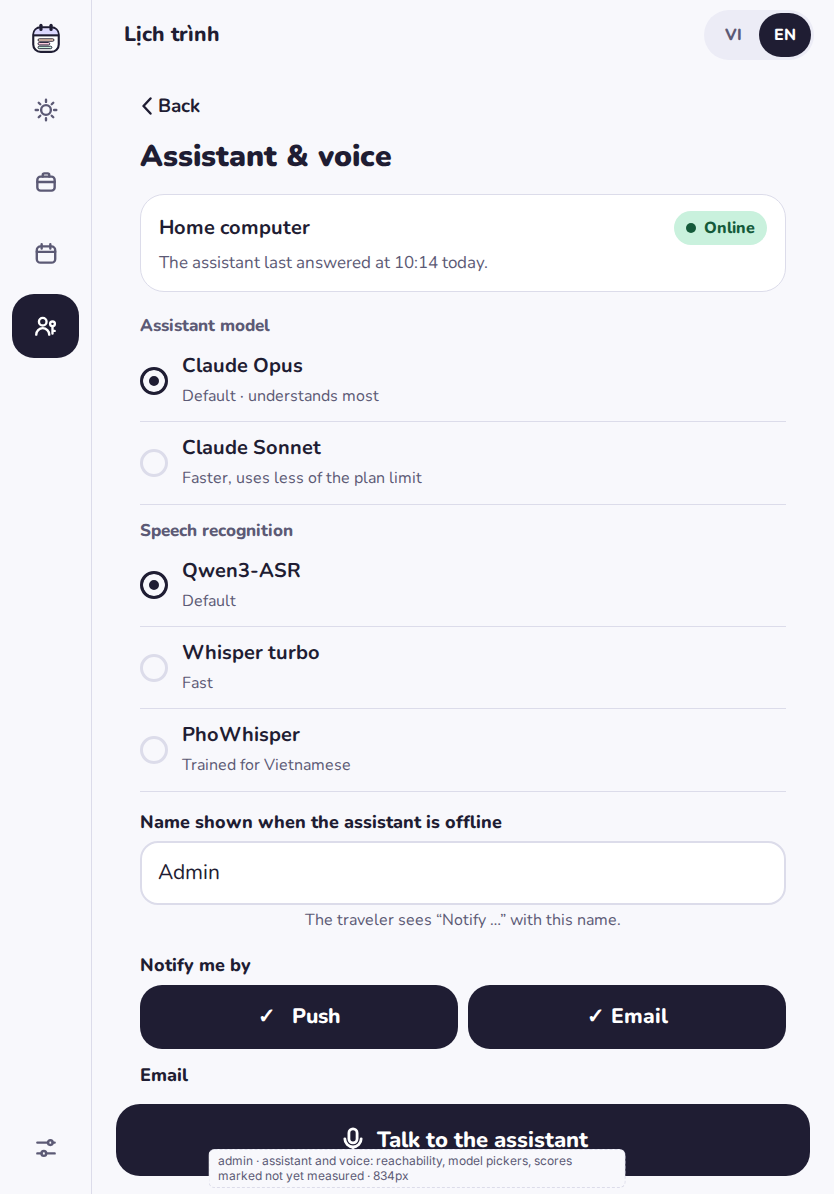 Lịch trình
VI EN
Back
Assistant & voice
Home computer
Online
The assistant last answered at 10:14 today.
Assistant model
Claude Opus
Default · understands most
Claude Sonnet
Faster, uses less of the plan limit
Speech recognition
Qwen3-ASR
Default
Whisper turbo
Fast
PhoWhisper
Trained for Vietnamese
Name shown when the assistant is offline
Admin
The traveler sees “Notify …” with this name.
Notify me by
✓ Push
✓ Email
Email
Talk to the assistant
admin · assistant and voice: reachability, model pickers, scores
marked not yet measured · 834px